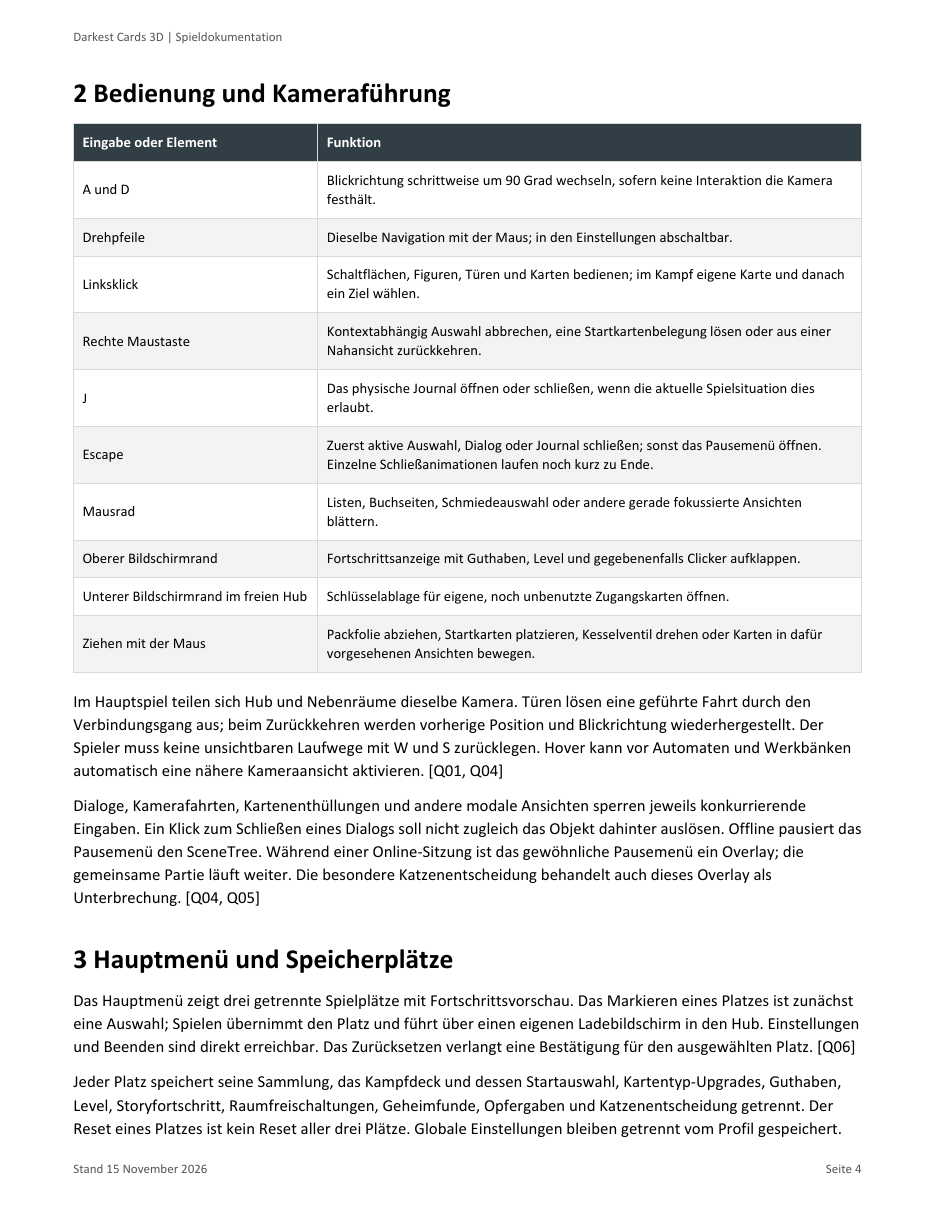 Darkest Cards 3D | Spieldokumentation
2 Bedienung und Kameraführung
Eingabe oder Element
Funktion
A und D
Blickrichtung schrittweise um 90 Grad wechseln, sofern keine Interaktion die Kamera
festhält.
Drehpfeile
Dieselbe Navigation mit der Maus; in den Einstellungen abschaltbar.
Linksklick
Schaltflächen, Figuren, Türen und Karten bedienen; im Kampf eigene Karte und danach
ein Ziel wählen.
Rechte Maustaste
Kontextabhängig Auswahl abbrechen, eine Startkartenbelegung lösen oder aus einer
Nahansicht zurückkehren.
J
Das physische Journal öffnen oder schließen, wenn die aktuelle Spielsituation dies
erlaubt.
Escape
Zuerst aktive Auswahl, Dialog oder Journal schließen; sonst das Pausemenü öffnen.
Einzelne Schließanimationen laufen noch kurz zu Ende.
Mausrad
Listen, Buchseiten, Schmiedeauswahl oder andere gerade fokussierte Ansichten
blättern.
Oberer Bildschirmrand
Fortschrittsanzeige mit Guthaben, Level und gegebenenfalls Clicker aufklappen.
Unterer Bildschirmrand im freien Hub
Schlüsselablage für eigene, noch unbenutzte Zugangskarten öffnen.
Ziehen mit der Maus
Packfolie abziehen, Startkarten platzieren, Kesselventil drehen oder Karten in dafür
vorgesehenen Ansichten bewegen.
Im Hauptspiel teilen sich Hub und Nebenräume dieselbe Kamera. Türen lösen eine geführte Fahrt durch den
Verbindungsgang aus; beim Zurückkehren werden vorherige Position und Blickrichtung wiederhergestellt. Der
Spieler muss keine unsichtbaren Laufwege mit W und S zurücklegen. Hover kann vor Automaten und Werkbänken
automatisch eine nähere Kameraansicht aktivieren. [Q01, Q04]
Dialoge, Kamerafahrten, Kartenenthüllungen und andere modale Ansichten sperren jeweils konkurrierende
Eingaben. Ein Klick zum Schließen eines Dialogs soll nicht zugleich das Objekt dahinter auslösen. Offline pausiert das
Pausemenü den SceneTree. Während einer Online-Sitzung ist das gewöhnliche Pausemenü ein Overlay; die
gemeinsame Partie läuft weiter. Die besondere Katzenentscheidung behandelt auch dieses Overlay als
Unterbrechung. [Q04, Q05]
3 Hauptmenü und Speicherplätze
Das Hauptmenü zeigt drei getrennte Spielplätze mit Fortschrittsvorschau. Das Markieren eines Platzes ist zunächst
eine Auswahl; Spielen übernimmt den Platz und führt über einen eigenen Ladebildschirm in den Hub. Einstellungen
und Beenden sind direkt erreichbar. Das Zurücksetzen verlangt eine Bestätigung für den ausgewählten Platz. [Q06]
Jeder Platz speichert seine Sammlung, das Kampfdeck und dessen Startauswahl, Kartentyp-Upgrades, Guthaben,
Level, Storyfortschritt, Raumfreischaltungen, Geheimfunde, Opfergaben und Katzenentscheidung getrennt. Der
Reset eines Platzes ist kein Reset aller drei Plätze. Globale Einstellungen bleiben getrennt vom Profil gespeichert.
Stand 15 November 2026
Seite 4